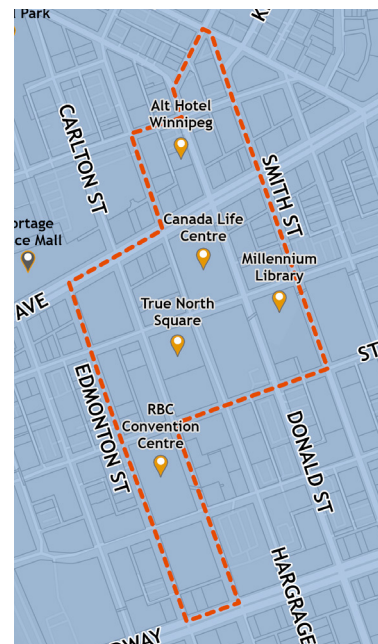 l Park
K
Alt Hotel
Winnipeg
CARLTON ST
SMITH ST
Canada Life
Centre
ortage
ce Mall
Millennium
Library
AVE
True North
Square
ST
RBC
Convention
Centre
EDMONTON ST
DONALD ST
HARGRAGE
DWAY